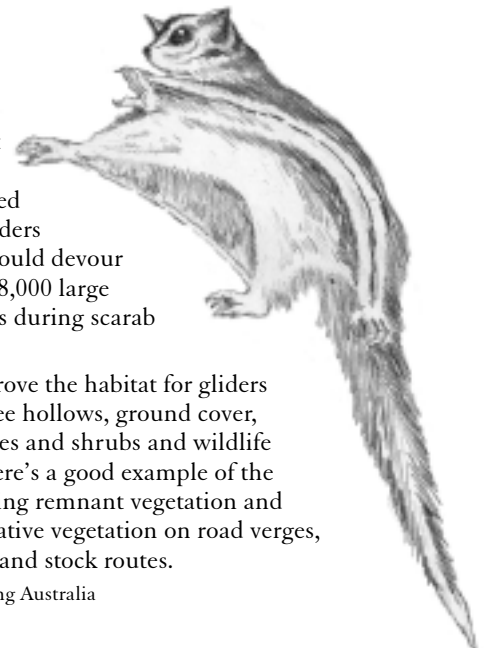 ed
ders
ould devour
8,000 large
s during scarab
rove the habitat for gliders
ee hollows, ground cover,
es and shrubs and wildlife
ere's a good example of the
ng remnant vegetation and
ative vegetation on road verges,
and stock routes.
ng Australia